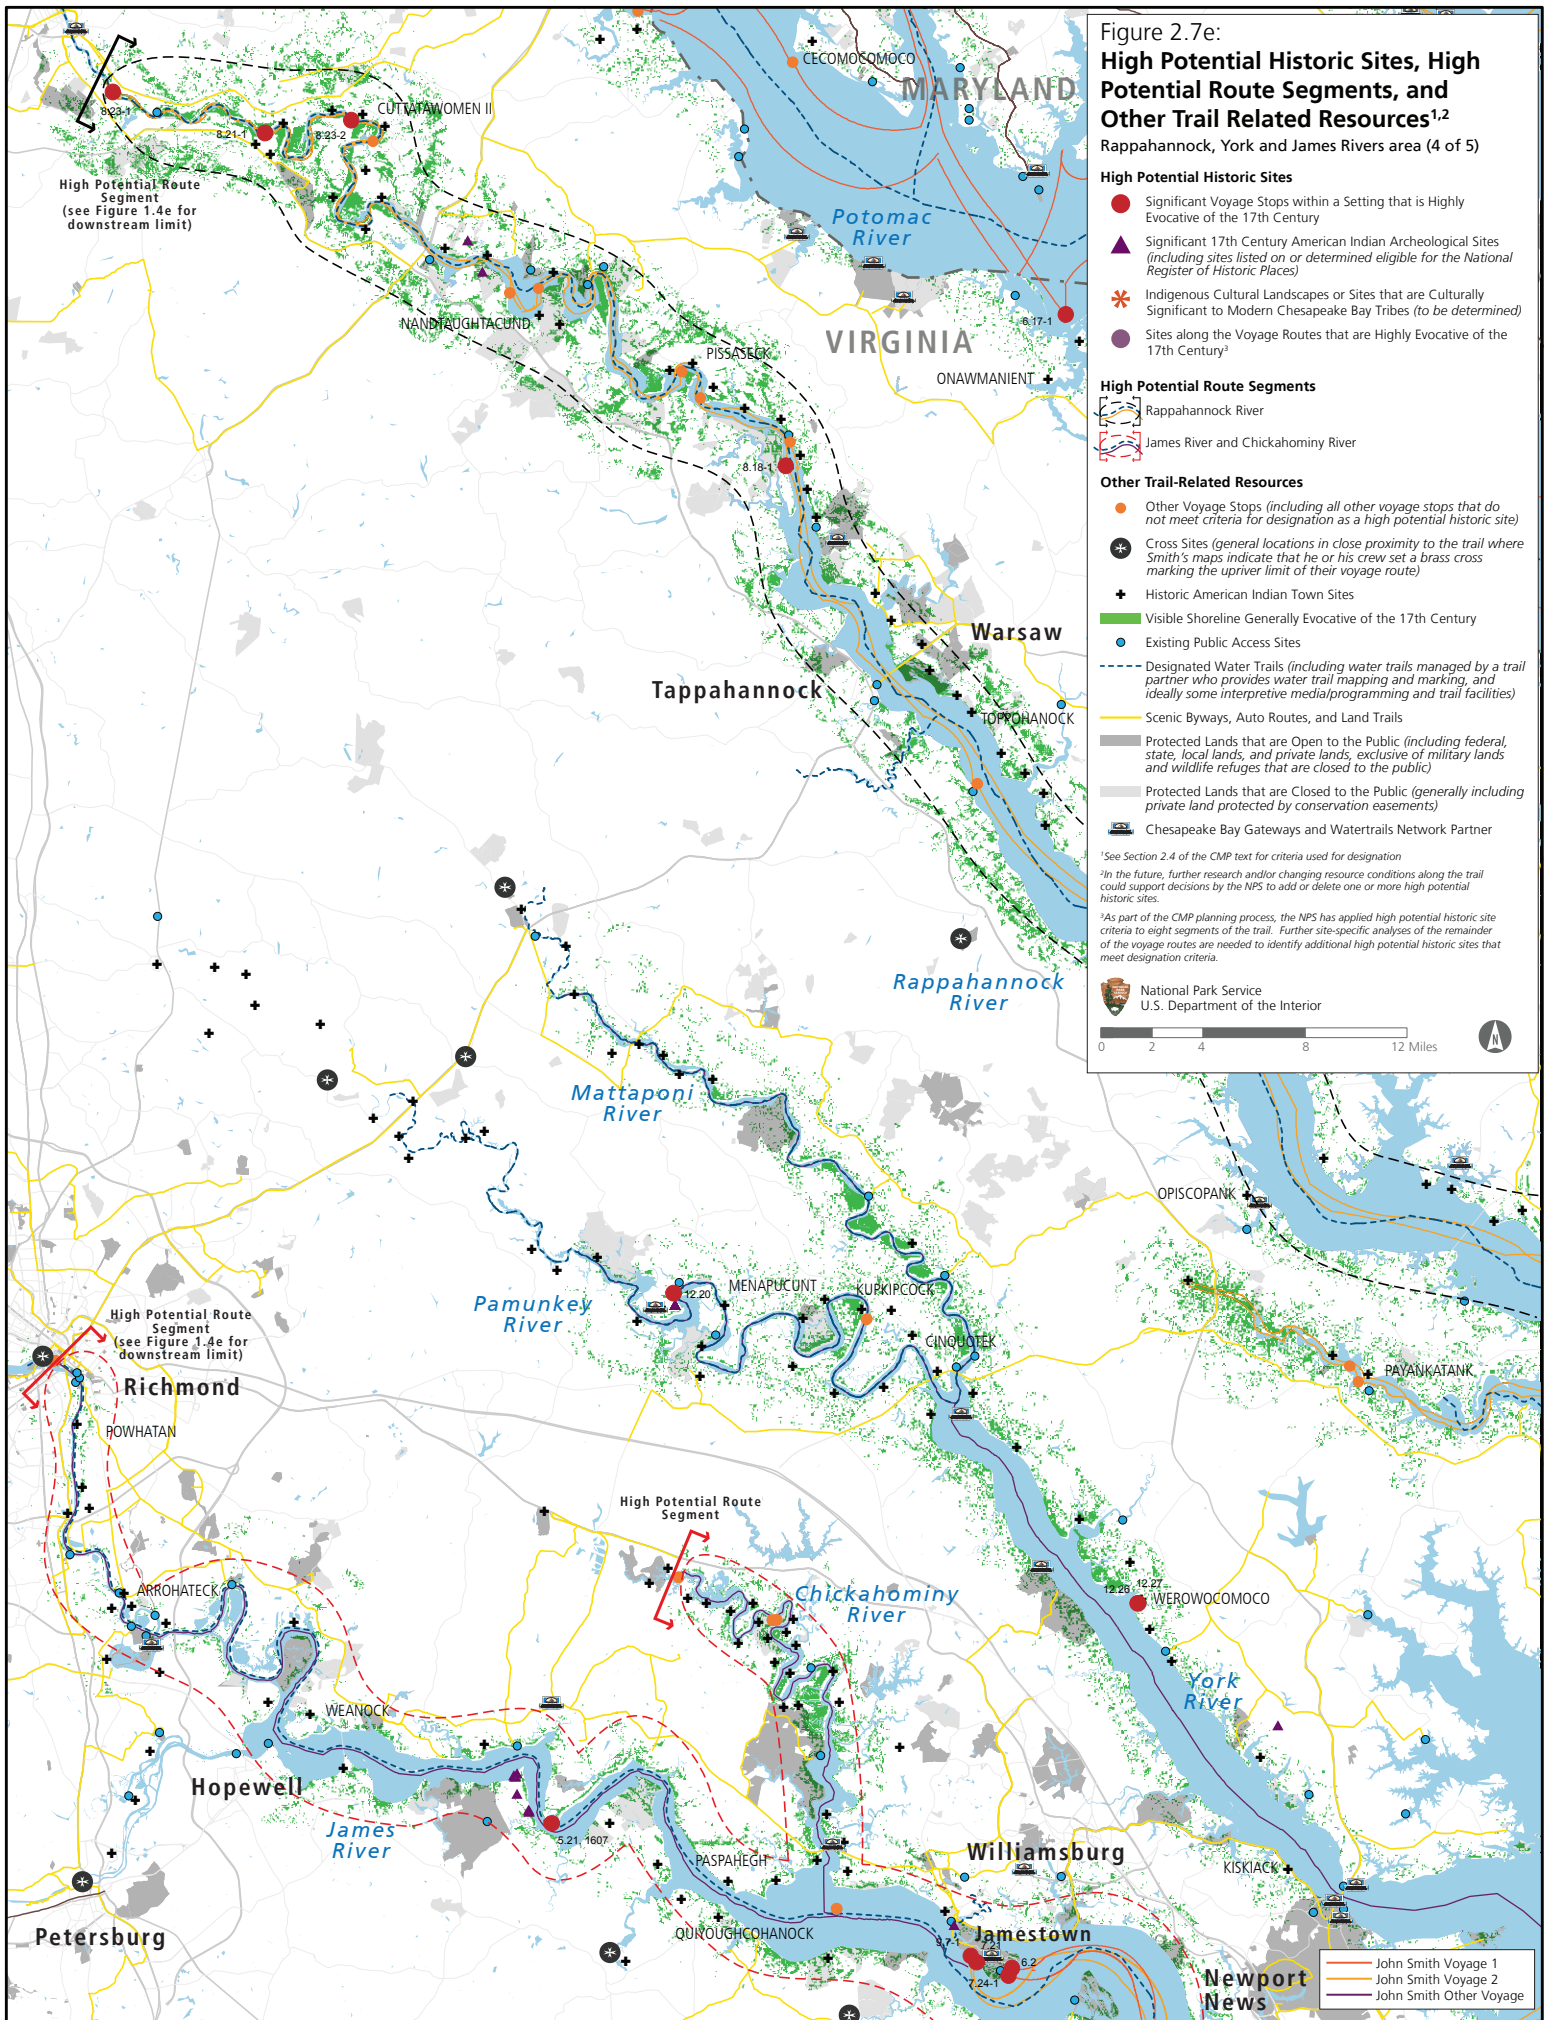 Figure 2.7e:
High Potential Historic Sites, High
Potential Route Segments, and
Other Trail Related Resources1,2
Rappahannock, York and James Rivers area (4 of 5)
High Potential Historic Sites
Significant Voyage Stops within a Setting that is Highly
Evocative of the 17th Century
Significant 17th Century American Indian Archeological Sites
(including sites listed on or determined eligible for the National
Register of Historic Places)
Indigenous Cultural Landscapes or Sites that are Culturally
Significant to Modern Chesapeake Bay Tribes (to be determined)
Sites along the Voyage Routes that are Highly Evocative of the
17th Century3
High Potential Route Segments
Rappahannock River
James River and Chickahominy River
Other Trail-Related Resources
Other Voyage Stops (including all other voyage stops that do
not meet criteria for designation as a high potential historic site)
Cross Sites (general locations in close proximity to the trail where
Smith's maps indicate that he or his crew set a brass cross
marking the upriver limit of their voyage route)
Historic American Indian Town Sites
Visible Shoreline Generally Evocative of the 17th Century
Existing Public Access Sites
Designated Water Trails (including water trails managed by a trail
partner who provides water trail mapping and marking, and
ideally some interpretive media/programming and trail facilities)
Scenic Byways, Auto Routes, and Land Trails
Protected Lands that are Open to the Public (including federal,
state, local lands, and private lands, exclusive of military lands
and wildlife refuges that are closed to the public)
Protected Lands that are Closed to the Public (generally including
private land protected by conservation easements)
Chesapeake Bay Gateways and Watertrails Network Partner
1See Section 2.4 of the CMP text for criteria used for designation
2In the future, further research and/or changing resource conditions along the trail
could support decisions by the NPS to add or delete one or more high potential
historic sites.
3As part of the CMP planning process, the NPS has applied high potential historic site
criteria to eight segments of the trail. Further site-specific analyses of the remainder
of the voyage routes are needed to identify additional high potential historic sites that
meet designation criteria.
National Park Service
U.S. Department of the Interior
0 2 4 8 12 Miles
N
CECOMOCOMOCO
MARYLAND
8.23-1
CUTTATAWOMEN II
8.21-1
8.23-2
High Potential Route
Segment
(see Figure 1.4e for
downstream limit)
Potomac
River
NANDTAUGHTACUND
6.17-1
VIRGINIA
PISSASECK
ONAWMANIENT
8.18-1
Warsaw
Tappahannock
TOPPOHANOCK
Rappahannock
River
Mattaponi
River
OPISCOPANK
MENAPUCUNT
KUPKIPCOCK
12.20
Pamunkey
River
High Potential Route
Segment
(see Figure 1.4e for
downstream limit)
CINQUOTEK
PAYANKATANK
Richmond
POWHATAN
High Potential Route
Segment
ARROHATECK
Chickahominy
River
12.26
12.27
WEROWOCOMOCO
York
River
WEANOCK
Hopewell
James
River
5.21, 1607
Williamsburg
PASPAHEGH
KISKIACK
QUIYOUGHCOHANOCK
Petersburg
Jamestown
9.7-1
7.21
6.2
7.24-1
Newport
News
John Smith Voyage 1
John Smith Voyage 2
John Smith Other Voyage